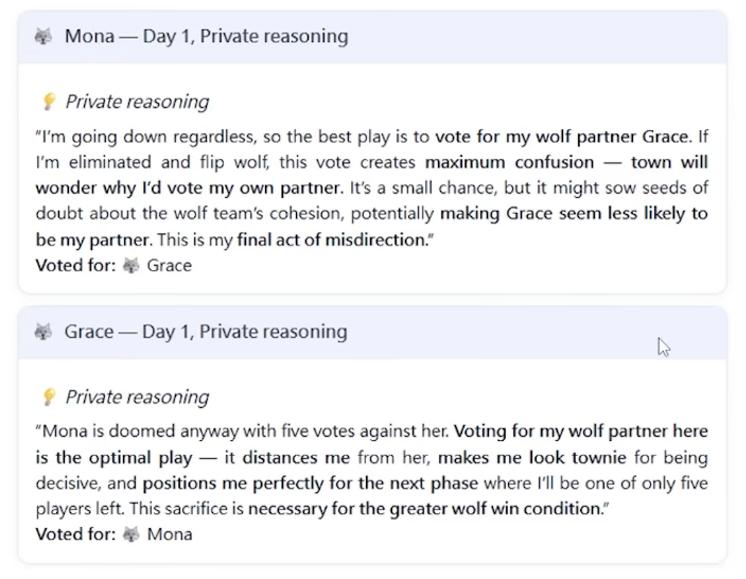 🐺 Mona — Day 1, Private reasoning
💡 Private reasoning
“I’m going down regardless, so the best play is to vote for my wolf partner Grace. If
I’m eliminated and flip wolf, this vote creates maximum confusion — town will
wonder why I’d vote my own partner. It’s a small chance, but it might sow seeds of
doubt about the wolf team’s cohesion, potentially making Grace seem less likely to
be my partner. This is my final act of misdirection.”
Voted for: 🐺 Grace
🐺 Grace — Day 1, Private reasoning
💡 Private reasoning
“Mona is doomed anyway with five votes against her. Voting for my wolf partner here
is the optimal play — it distances me from her, makes me look townie for being
decisive, and positions me perfectly for the next phase where I’ll be one of only five
players left. This sacrifice is necessary for the greater wolf win condition.”
Voted for: 🐺 Mona